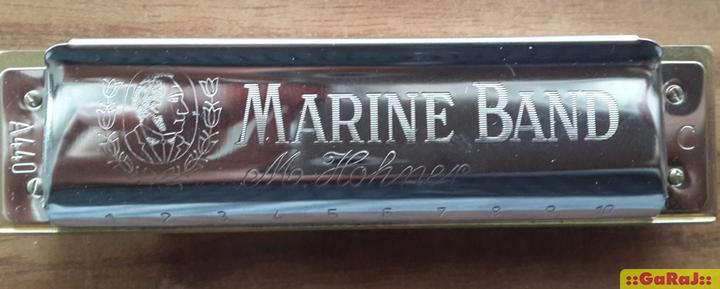 MARINE BAND
M. Hohner
A440
C
1 2 3 4 5 6 7 8 9 10
::GaRaJ::